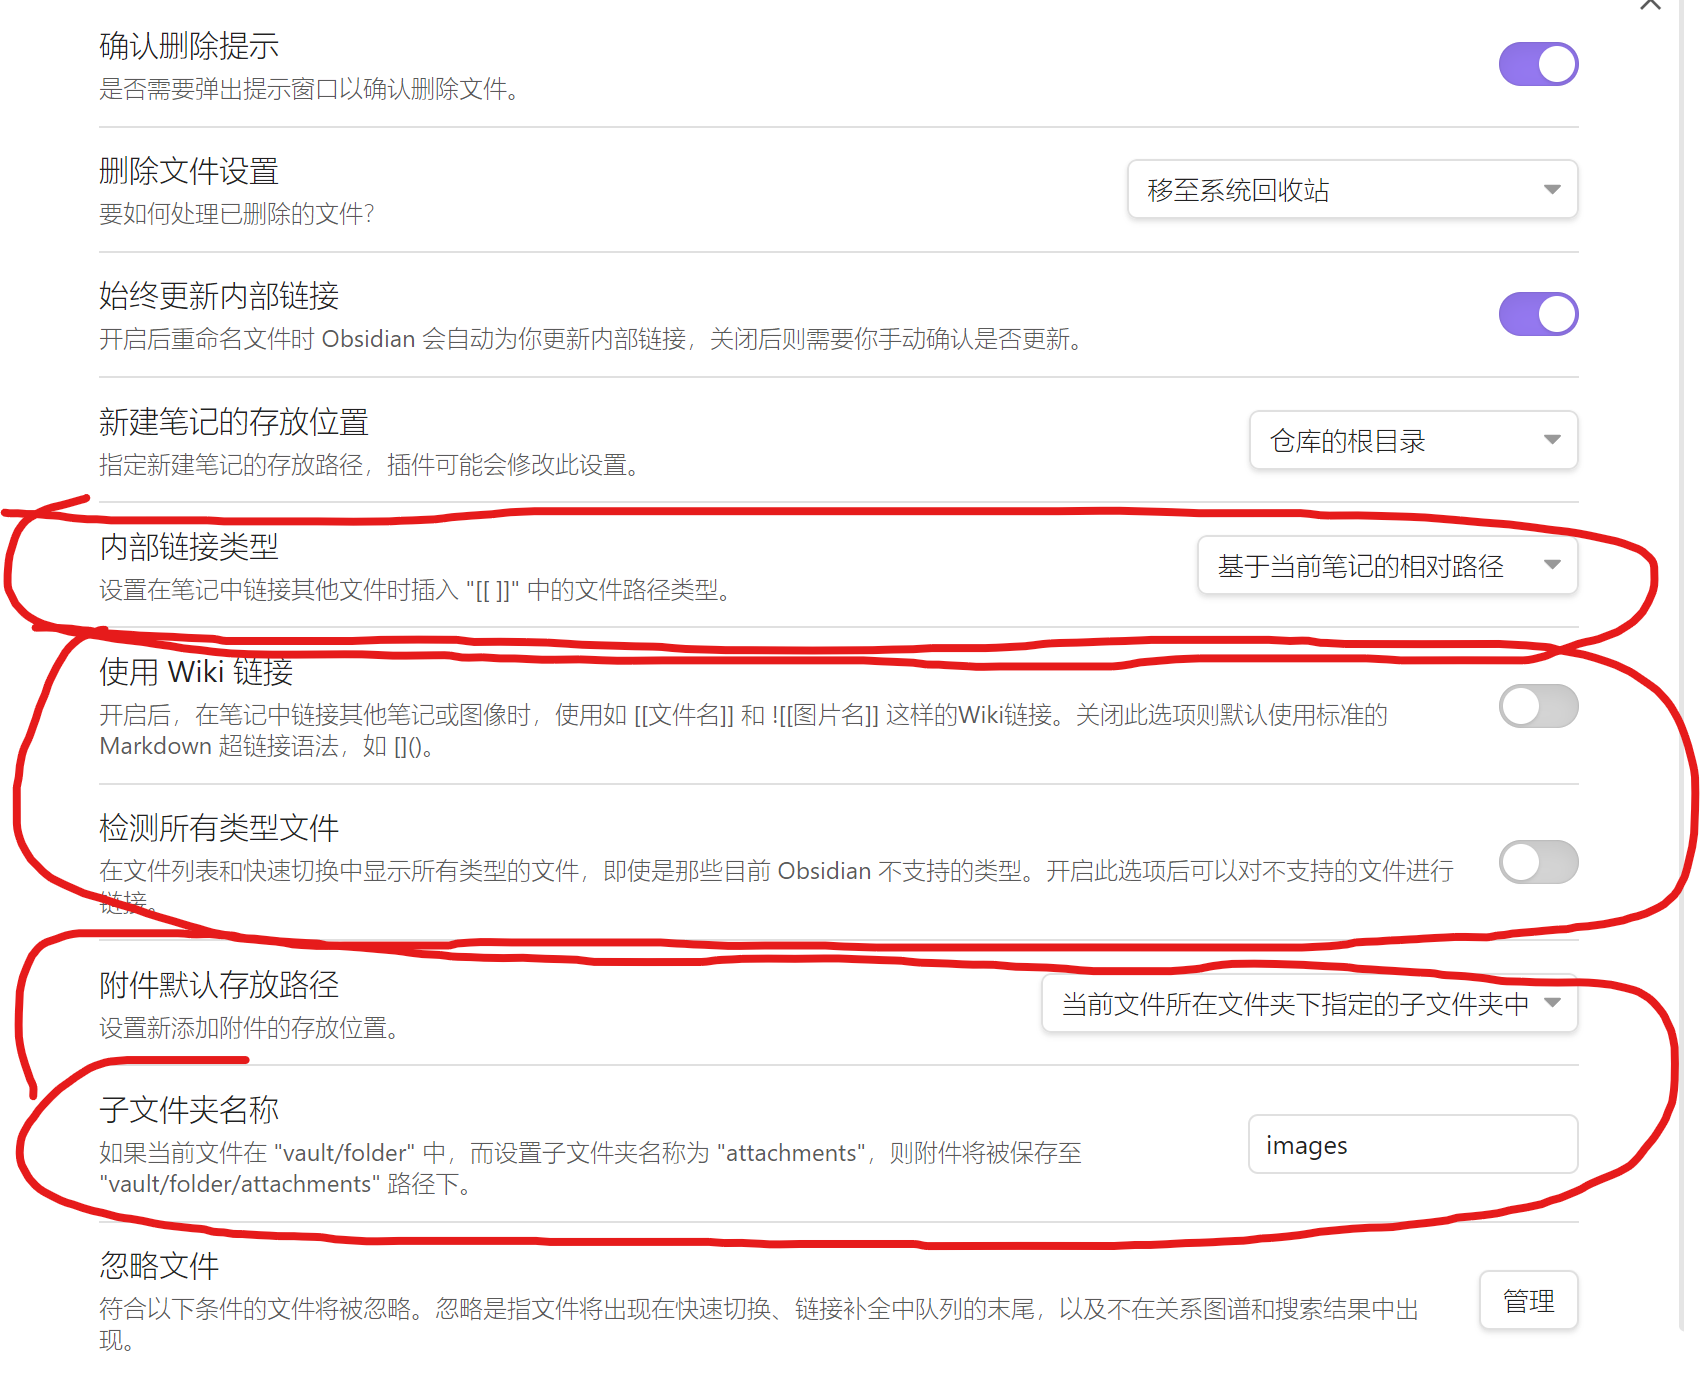 确认删除提示
是否需要弹出提示窗口以确认删除文件。
删除文件设置
要如何处理已删除的文件？
移至系统回收站
始终更新内部链接
开启后重命名文件时 Obsidian 会自动为你更新内部链接，关闭后则需要你手动确认是否更新。
新建笔记的存放位置
指定新建笔记的存放路径，插件可能会修改此设置。
仓库的根目录
内部链接类型
设置在笔记中链接其他文件时插入 "[[ ]]" 中的文件路径类型。
基于当前笔记的相对路径
使用 Wiki 链接
开启后，在笔记中链接其他笔记或图像时，使用如 [[文件名]] 和 ![[图片名]] 这样的Wiki链接。关闭此选项则默认使用标准的
Markdown 超链接语法，如 []()。
检测所有类型文件
在文件列表和快速切换中显示所有类型的文件，即使是那些目前 Obsidian 不支持的类型。开启此选项后可以对不支持的文件进行
链接。
附件默认存放路径
设置新添加附件的存放位置。
当前文件所在文件夹下指定的子文件夹中
子文件夹名称
如果当前文件在 "vault/folder" 中，而设置子文件夹名称为 "attachments"，则附件将被保存至
"vault/folder/attachments" 路径下。
images
忽略文件
符合以下条件的文件将被忽略。忽略是指文件将出现在快速切换、链接补全中队列的末尾，以及不在关系图谱和搜索结果中出
现。
管理